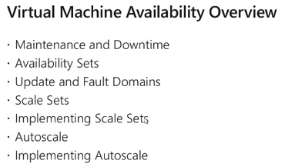 Virtual Machine Availability Overview
· Maintenance and Downtime
· Availability Sets
· Update and Fault Domains
· Scale Sets
· Implementing Scale Sets
· Autoscale
· Implementing Autoscale